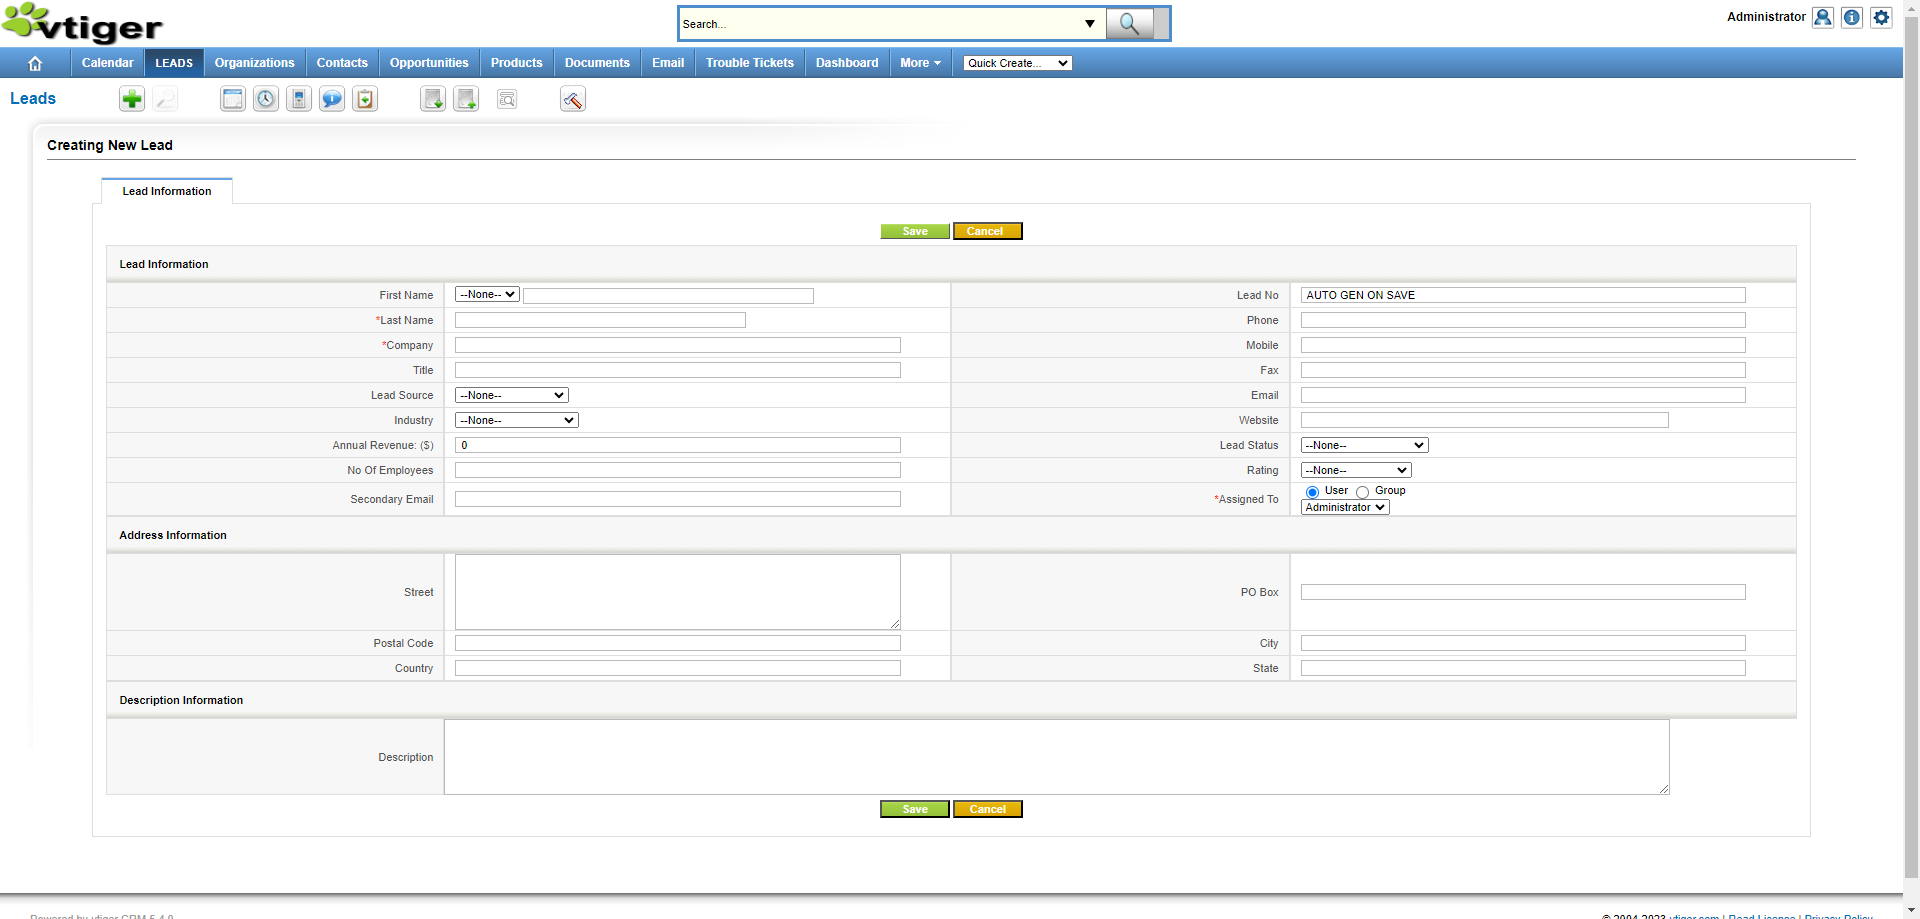 vtiger
Search...
Administrator
Calendar
LEADS
Organizations
Contacts
Opportunities
Products
Documents
Email
Trouble Tickets
Dashboard
More
Quick Create...
Leads
Creating New Lead
Lead Information
Save
Cancel
Lead Information
First Name
--None--
Lead No
AUTO GEN ON SAVE
*Last Name
Phone
*Company
Mobile
Title
Fax
Lead Source
--None--
Email
Industry
--None--
Website
Annual Revenue: ($)
0
Lead Status
--None--
No Of Employees
Rating
--None--
Secondary Email
*Assigned To
User
Group
Administrator
Address Information
Street
PO Box
Postal Code
City
Country
State
Description Information
Description
Save
Cancel
Powered by vtiger CRM 5.4.0
© 2004-2023 vtiger.com | Read License | Privacy Policy